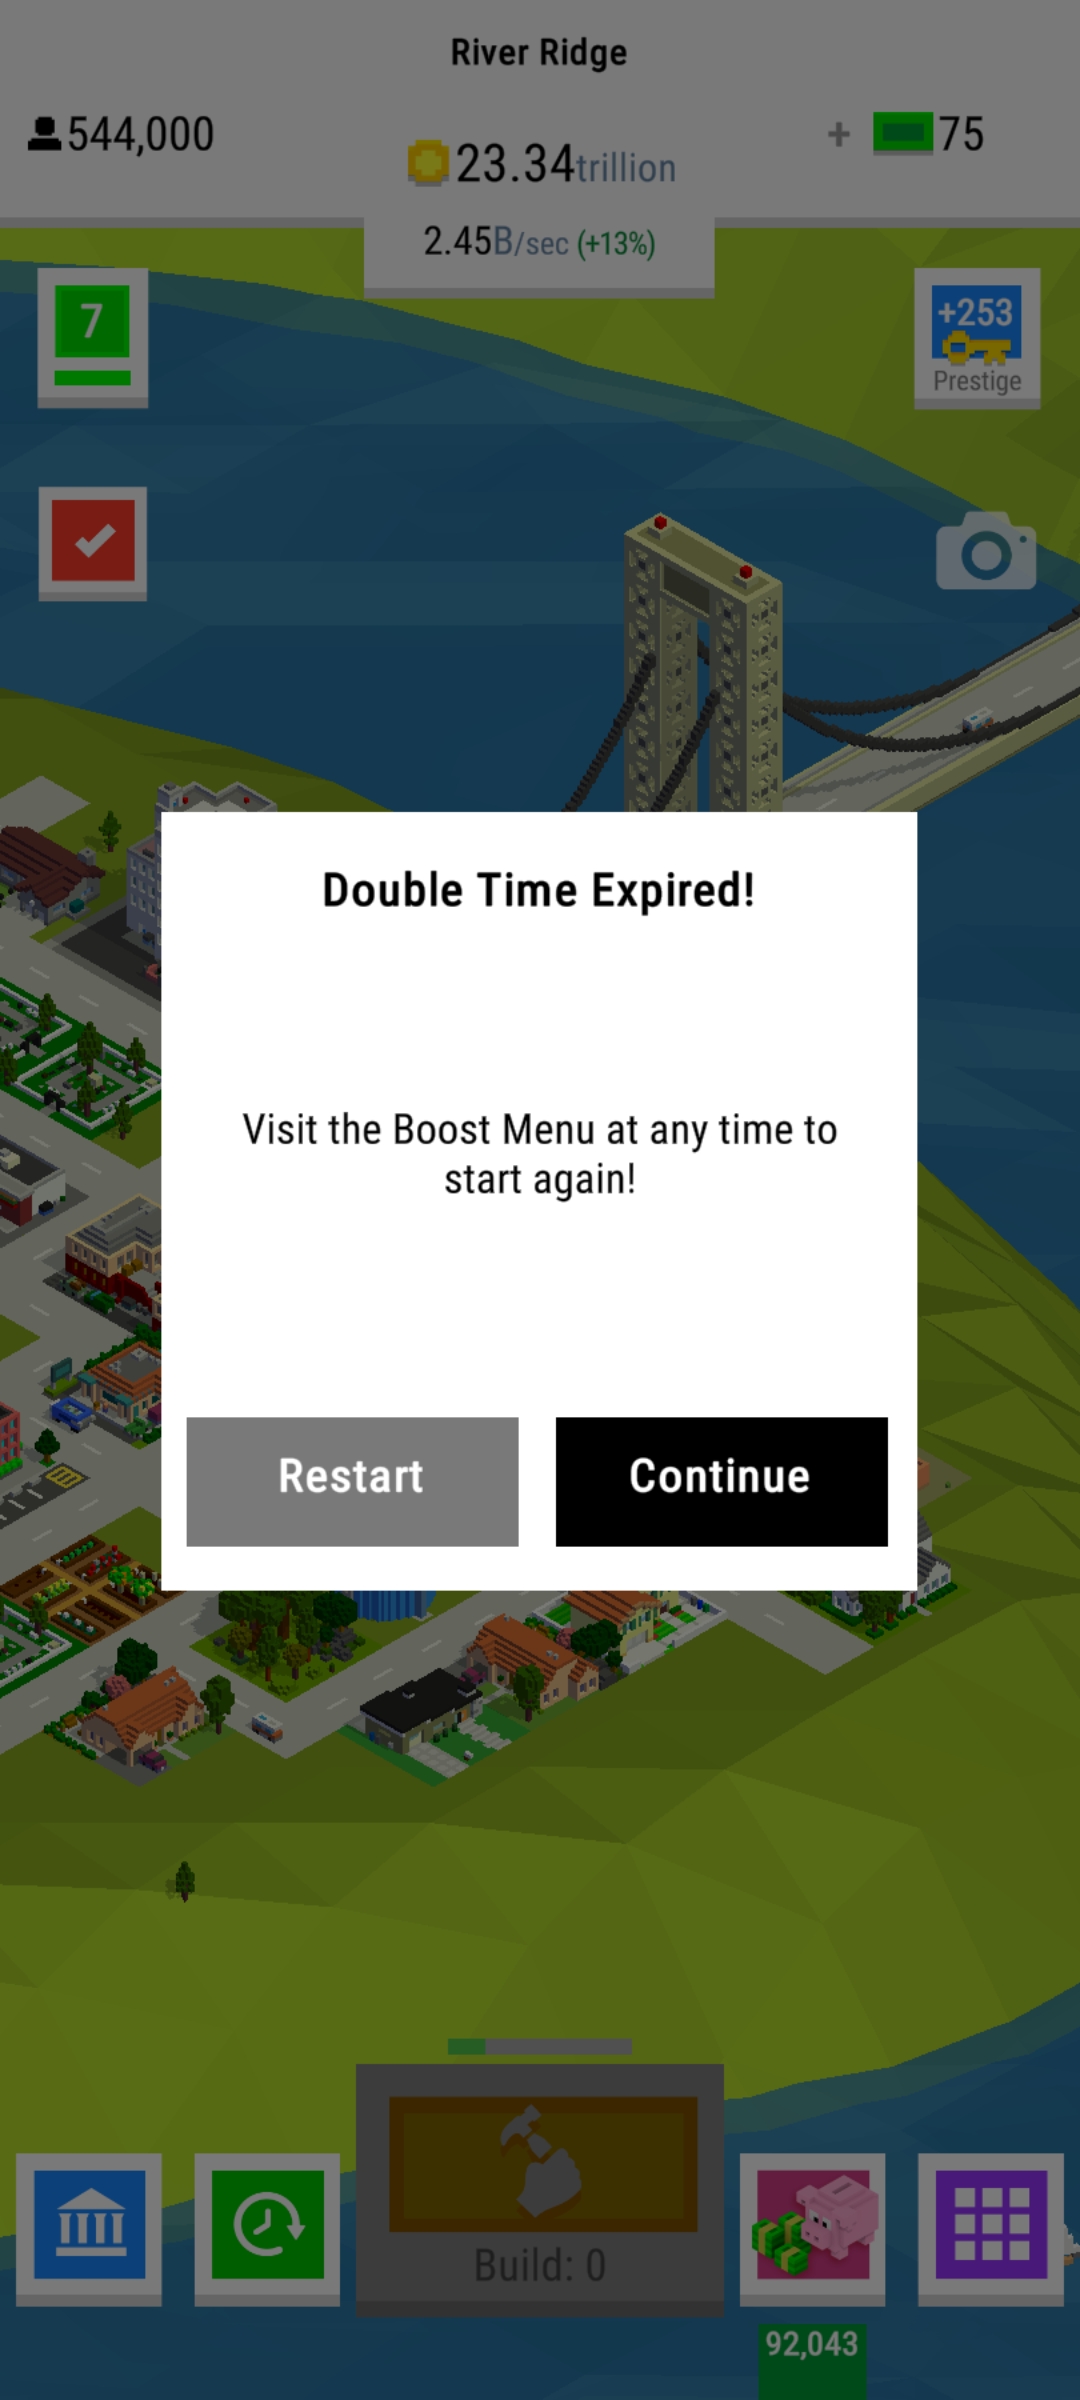 River Ridge
544,000
23.34trillion
+ 75
2.45B/sec (+13%)
7
+253
Prestige
Double Time Expired!
Visit the Boost Menu at any time to
start again!
Restart
Continue
Build: 0
92,043